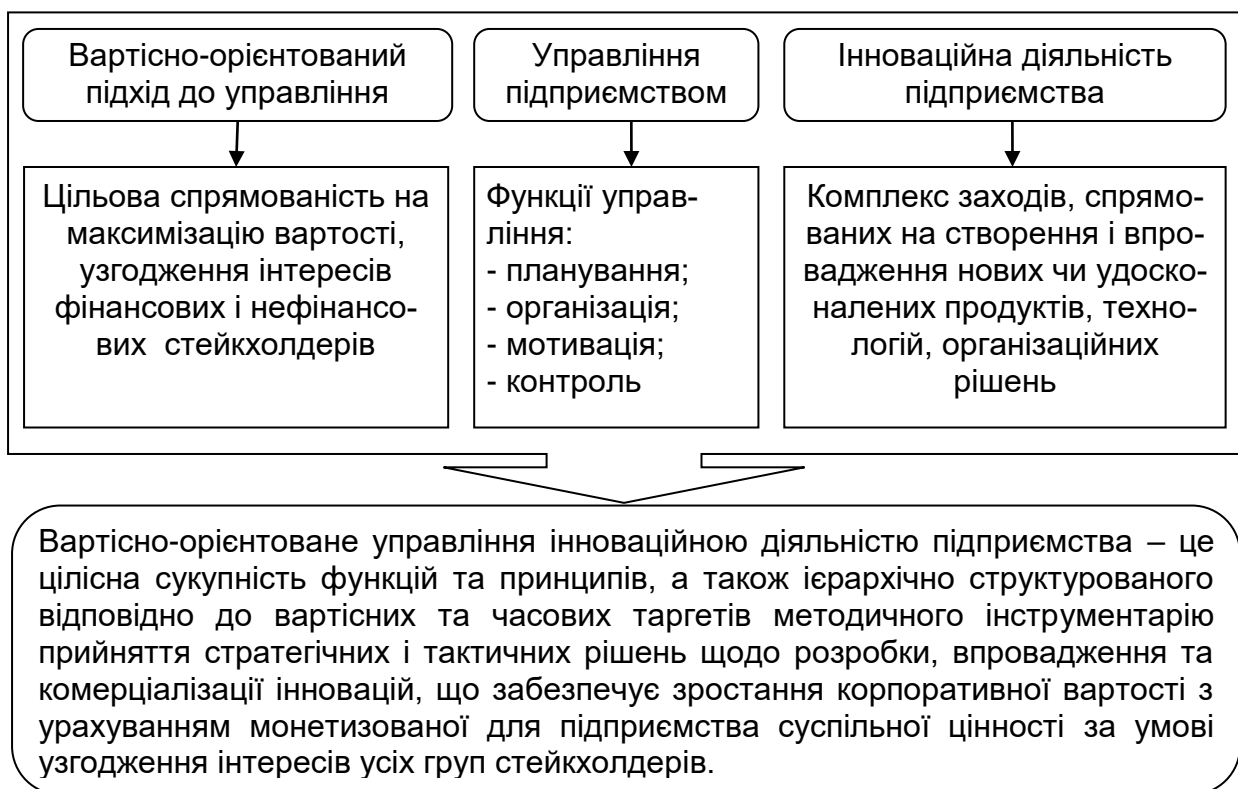 Вартісно-орієнтований
підхід до управління
Управління
підприємством
Інноваційна діяльність
підприємства
Цільова спрямованість на
максимізацію вартості,
узгодження інтересів
фінансових і нефінансо-
вих стейкхолдерів
Функції управ-
ління:
- планування;
- організація;
- мотивація;
- контроль
Комплекс заходів, спрямо-
ваних на створення і впро-
вадження нових чи удоско-
налених продуктів, техно-
логій, організаційних
рішень
Вартісно-орієнтоване управління інноваційною діяльністю підприємства – це
цілісна сукупність функцій та принципів, а також ієрархічно структурованого
відповідно до вартісних та часових таргетів методичного інструментарію
прийняття стратегічних і тактичних рішень щодо розробки, впровадження та
комерціалізації інновацій, що забезпечує зростання корпоративної вартості з
урахуванням монетизованої для підприємства суспільної цінності за умові
узгодження інтересів усіх груп стейкхолдерів.